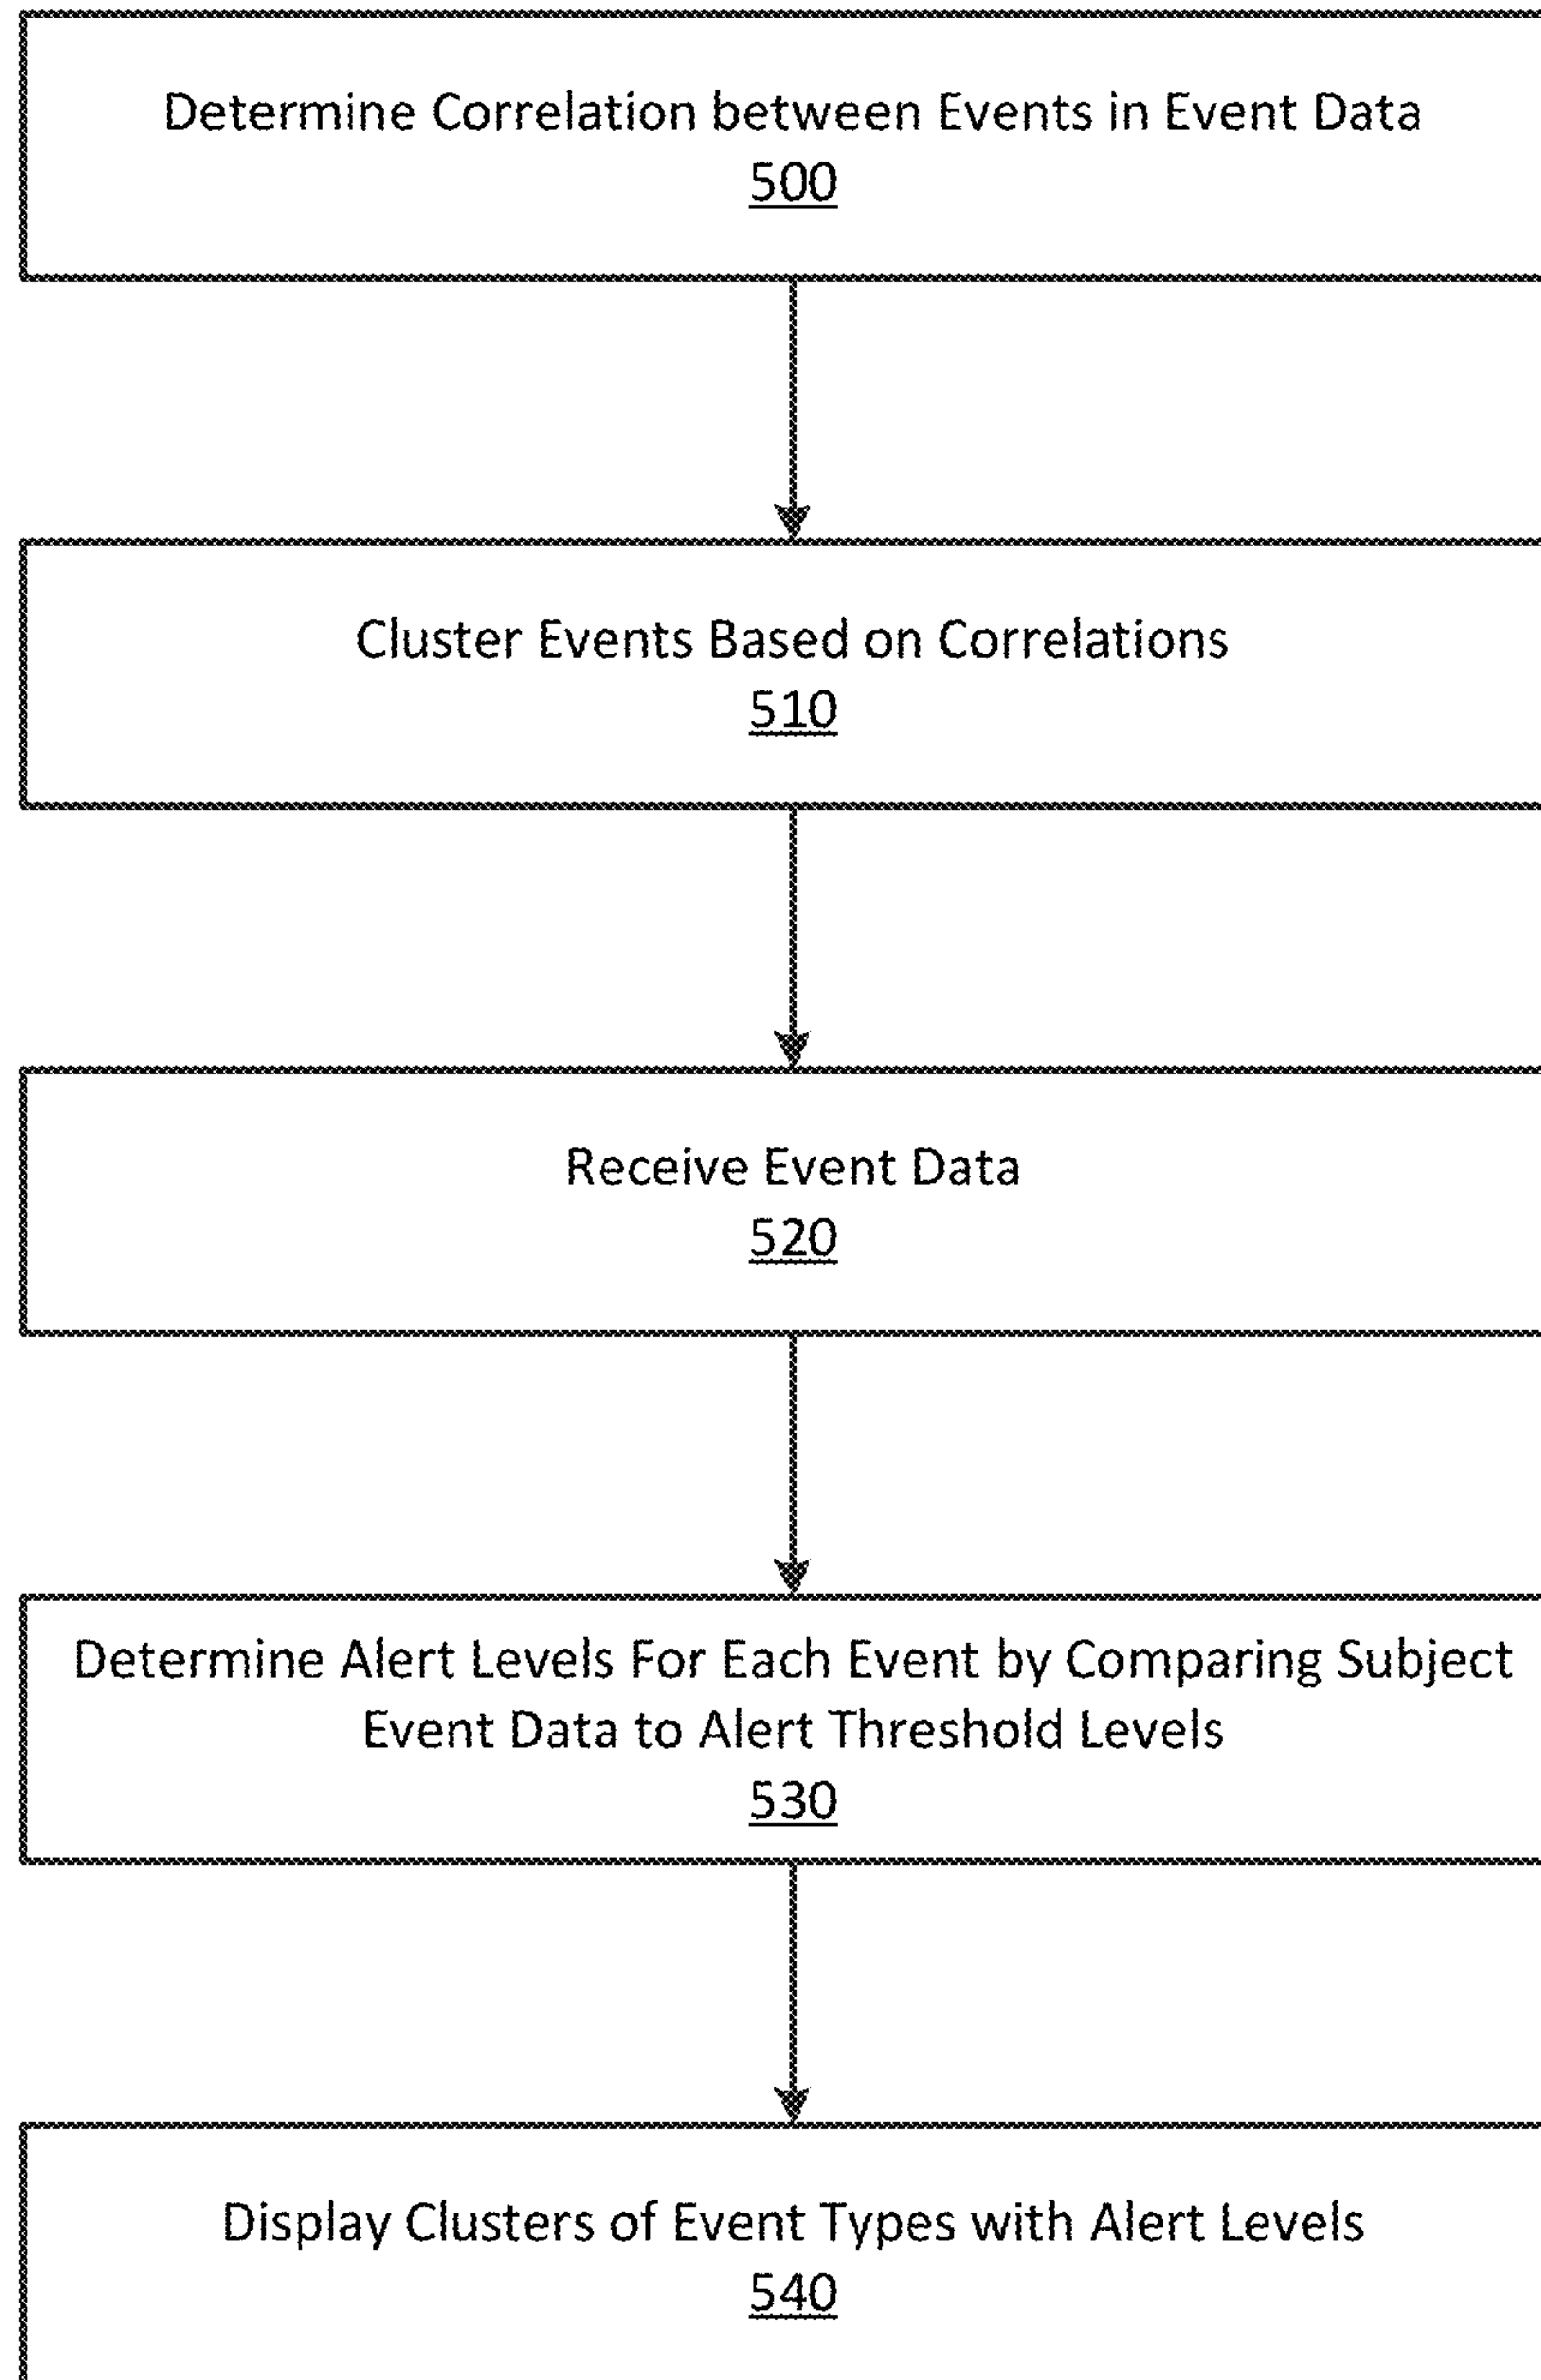 Determine Correlation between Events in Event Data
500
Cluster Events Based on Correlations
510
Receive Event Data
520
Determine Alert Levels For Each Event by Comparing Subject
Event Data to Alert Threshold Levels
530
Display Clusters of Event Types with Alert Levels
540